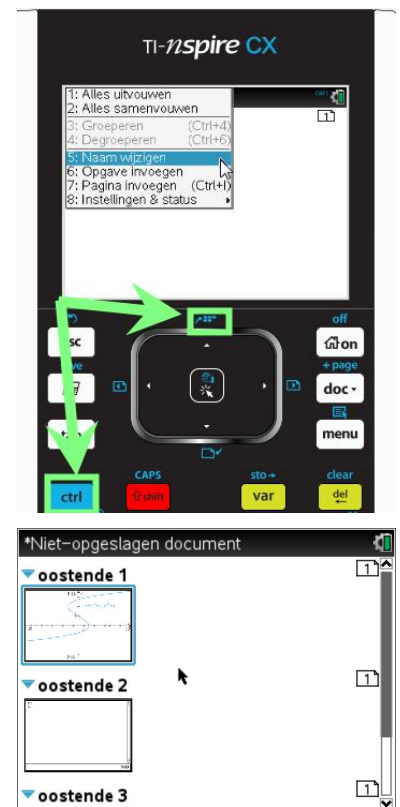 TI-nspire CX
1: Alles uitvouwen
2: Alles samenvouwen
3: Groeperen (Ctrl+4)
4: Degroeperen (Ctrl+6)
5: Naam wijzigen
6: Opgave invoegen
7: Pagina invoegen (Ctrl+I)
8: Instellingen & status
CAPS
1
off
on
+ page
doc
menu
CAPS
sto→
clear
ctrl
⇧shift
var
del
*Niet-opgeslagen document
oostende 1
1
oostende 2
1
oostende 3
1